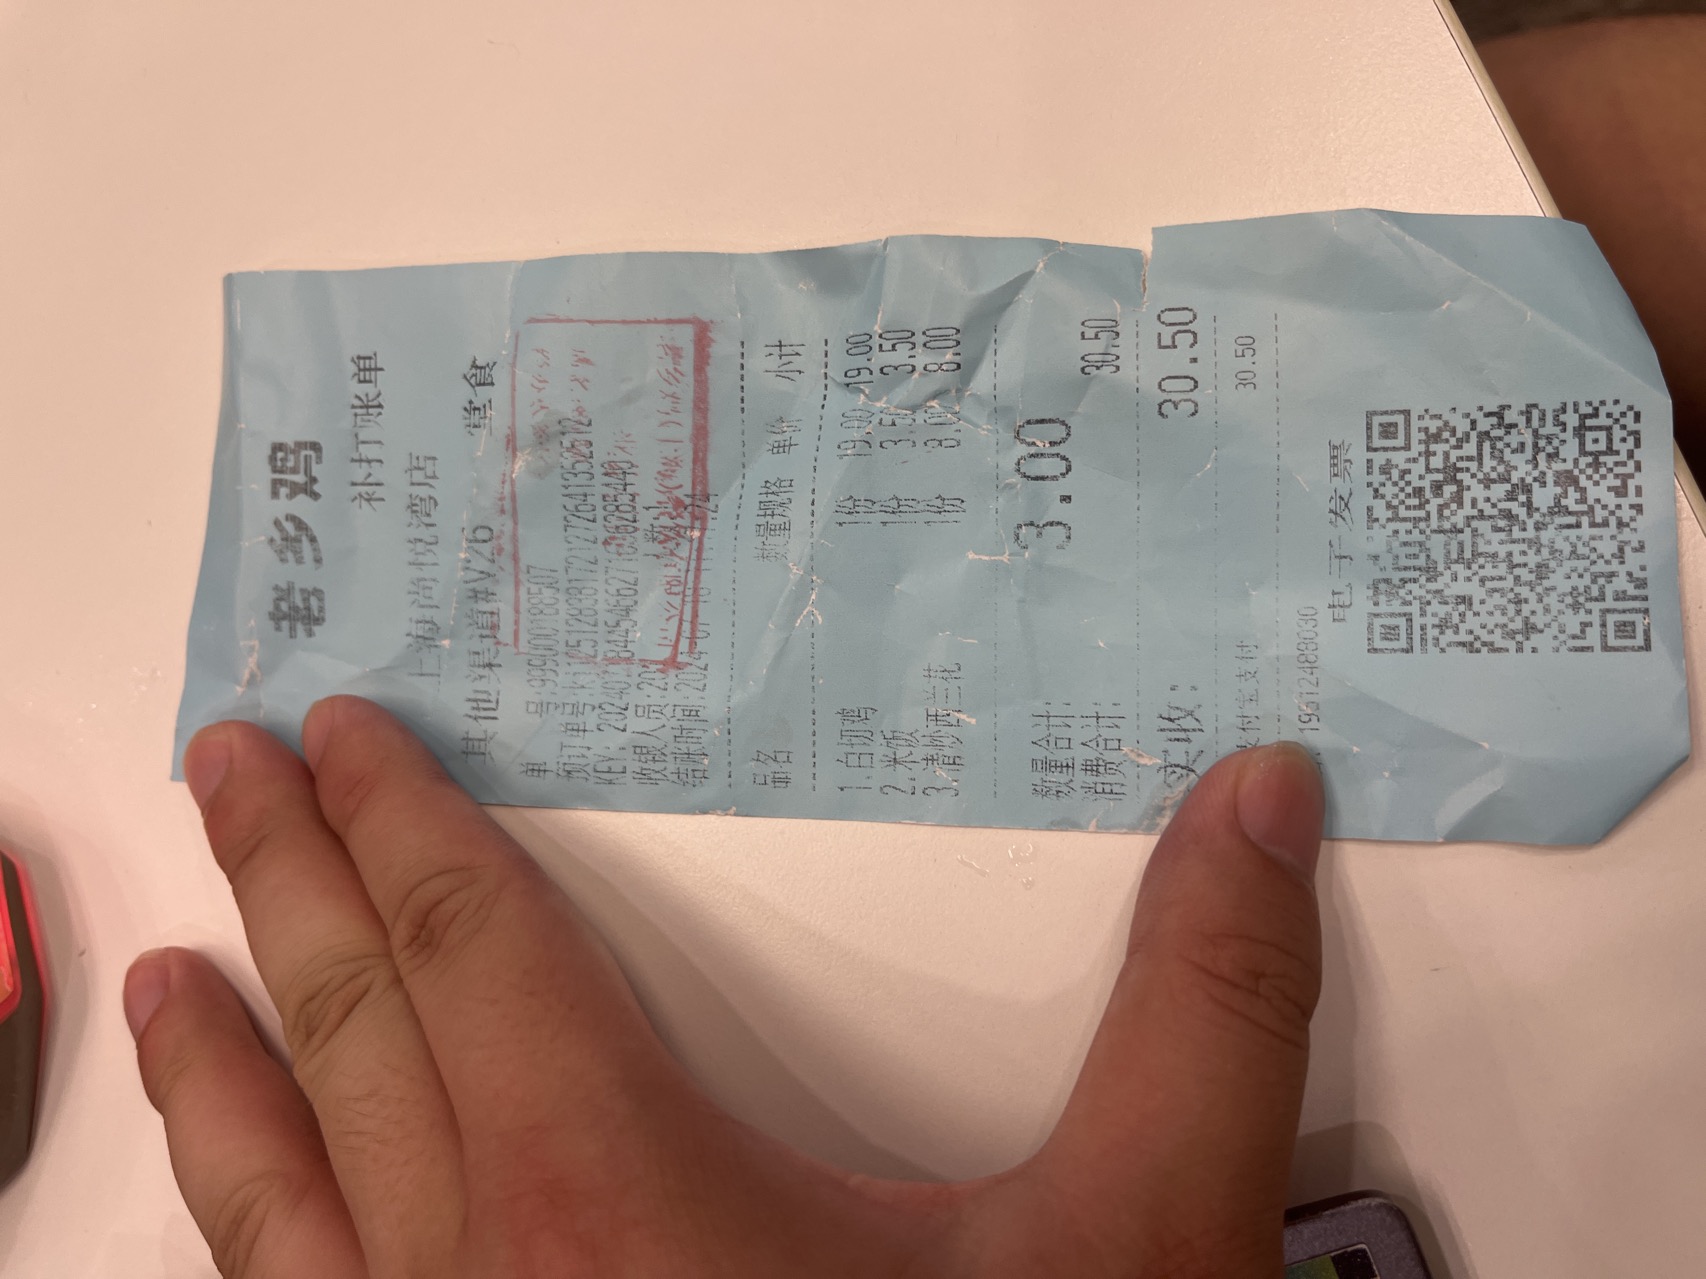 善乡鸡
补打账单
上海尚悦湾店
其他渠道#V26 堂食
单 号:999000188507
预订单号
KEY:
收银人员:
结账时间:2024
品名 数量规格 单价 小计
1.白切鸡 1份 19.00 19.00
2.米饭 1份 3.50 3.50
3.清炒西兰花 1份 8.00 8.00
数量合计: 3.00
消费合计: 30.50
实收: 30.50
支付宝支付 30.50
19512488030
电子发票